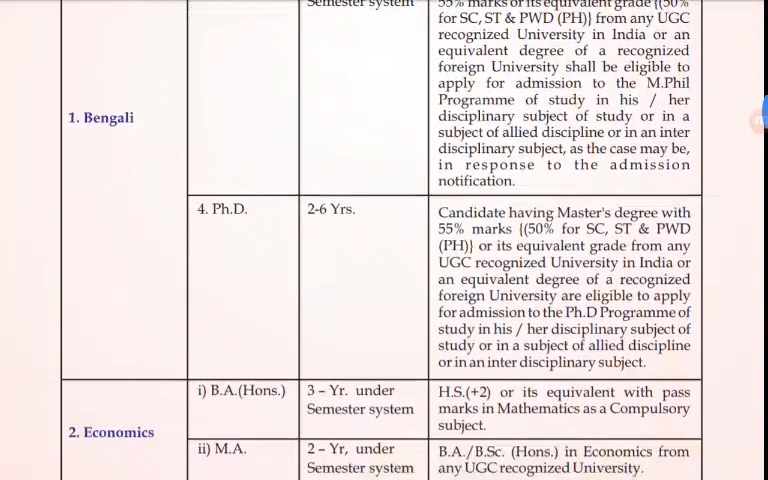 Semester system
55% marks or its equivalent grade {(50%
for SC, ST & PWD (PH)} from any UGC
recognized University in India or an
equivalent degree of a recognized
foreign University shall be eligible to
apply for admission to the M.Phil
Programme of study in his / her
disciplinary subject of study or in a
subject of allied discipline or in an inter
disciplinary subject, as the case may be,
in response to the admission
notification.
1. Bengali
4. Ph.D.
2-6 Yrs.
Candidate having Master's degree with
55% marks {(50% for SC, ST & PWD
(PH)} or its equivalent grade from any
UGC recognized University in India or
an equivalent degree of a recognized
foreign University are eligible to apply
for admission to the Ph.D Programme of
study in his / her disciplinary subject of
study or in a subject of allied discipline
or in an inter disciplinary subject.
2. Economics
i) B.A.(Hons.)
3 – Yr. under
Semester system
H.S.(+2) or its equivalent with pass
marks in Mathematics as a Compulsory
subject.
ii) M.A.
2 – Yr, under
Semester system
B.A./B.Sc. (Hons.) in Economics from
any UGC recognized University.